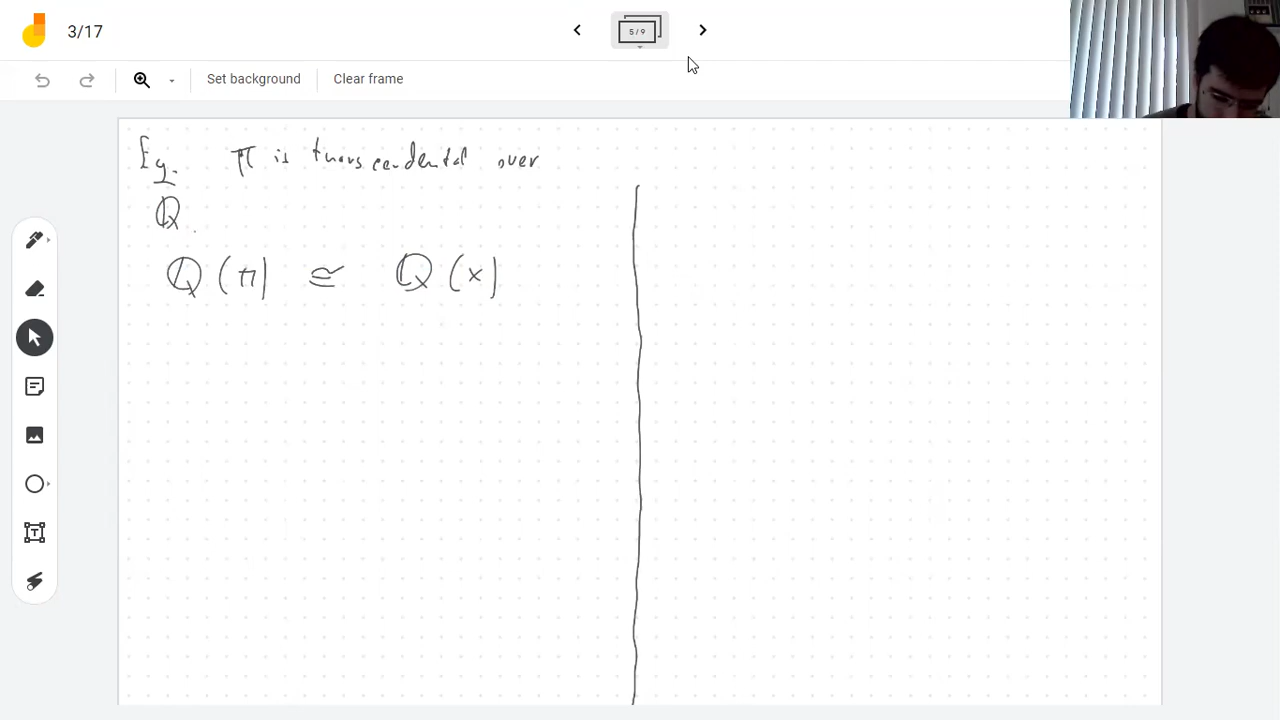 3/17
5/9
Set background
Clear frame
Eg. π is transcendental over
ℚ.
ℚ(π) ≅ ℚ(x)